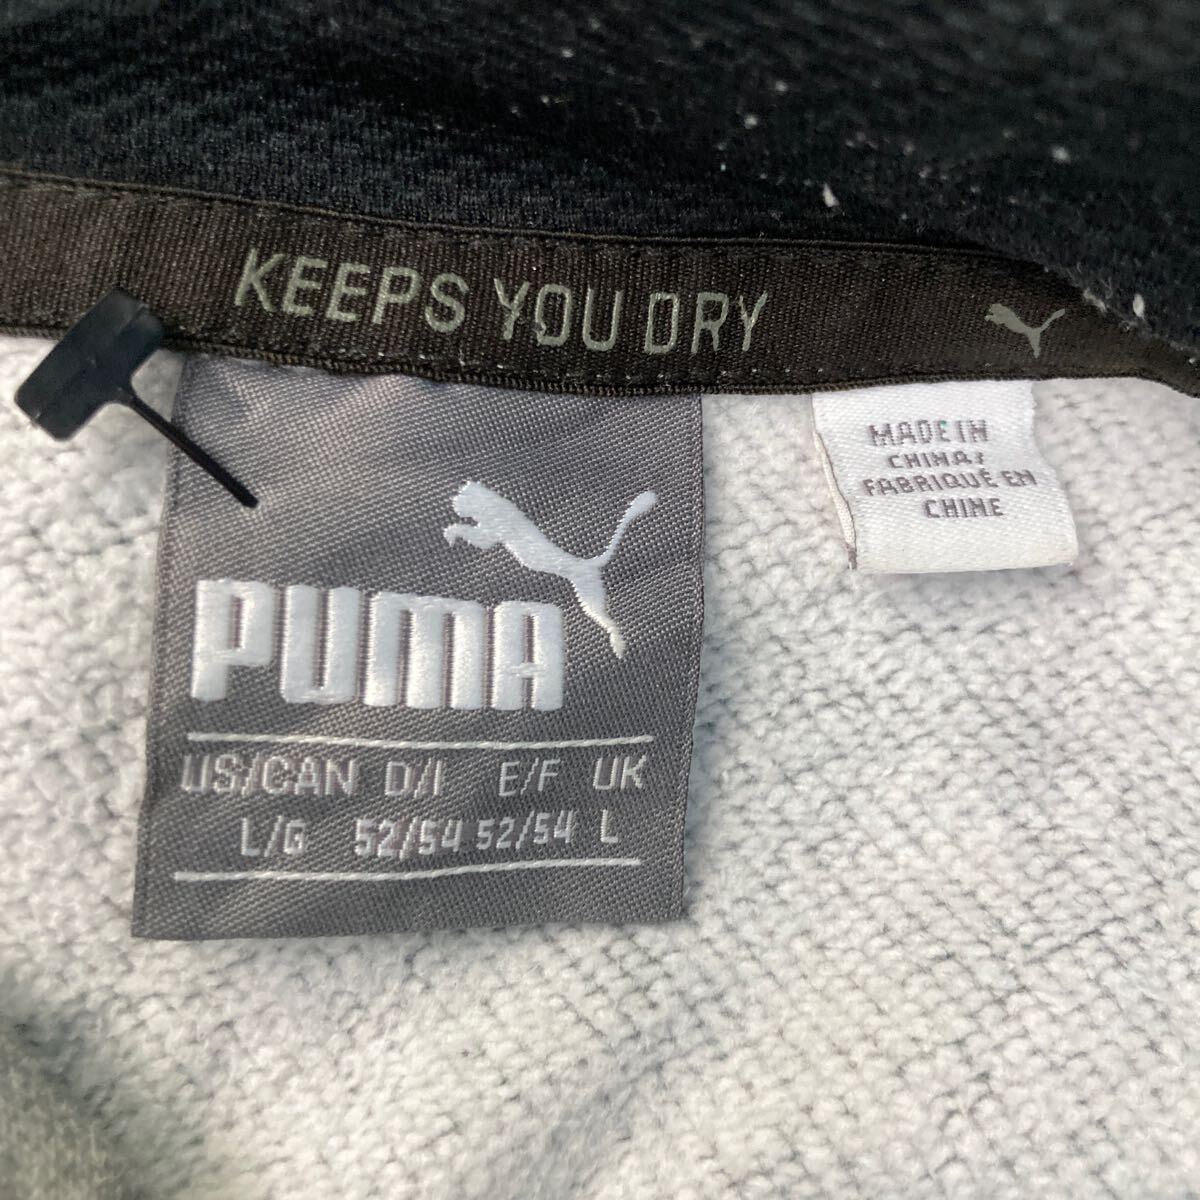 KEEPS YOU DRY
MADE IN
CHINA/
FABRIQUÉ EN
CHINE
PUMA
US/CAN D/I E/F UK
L/G 52/54 52/54 L